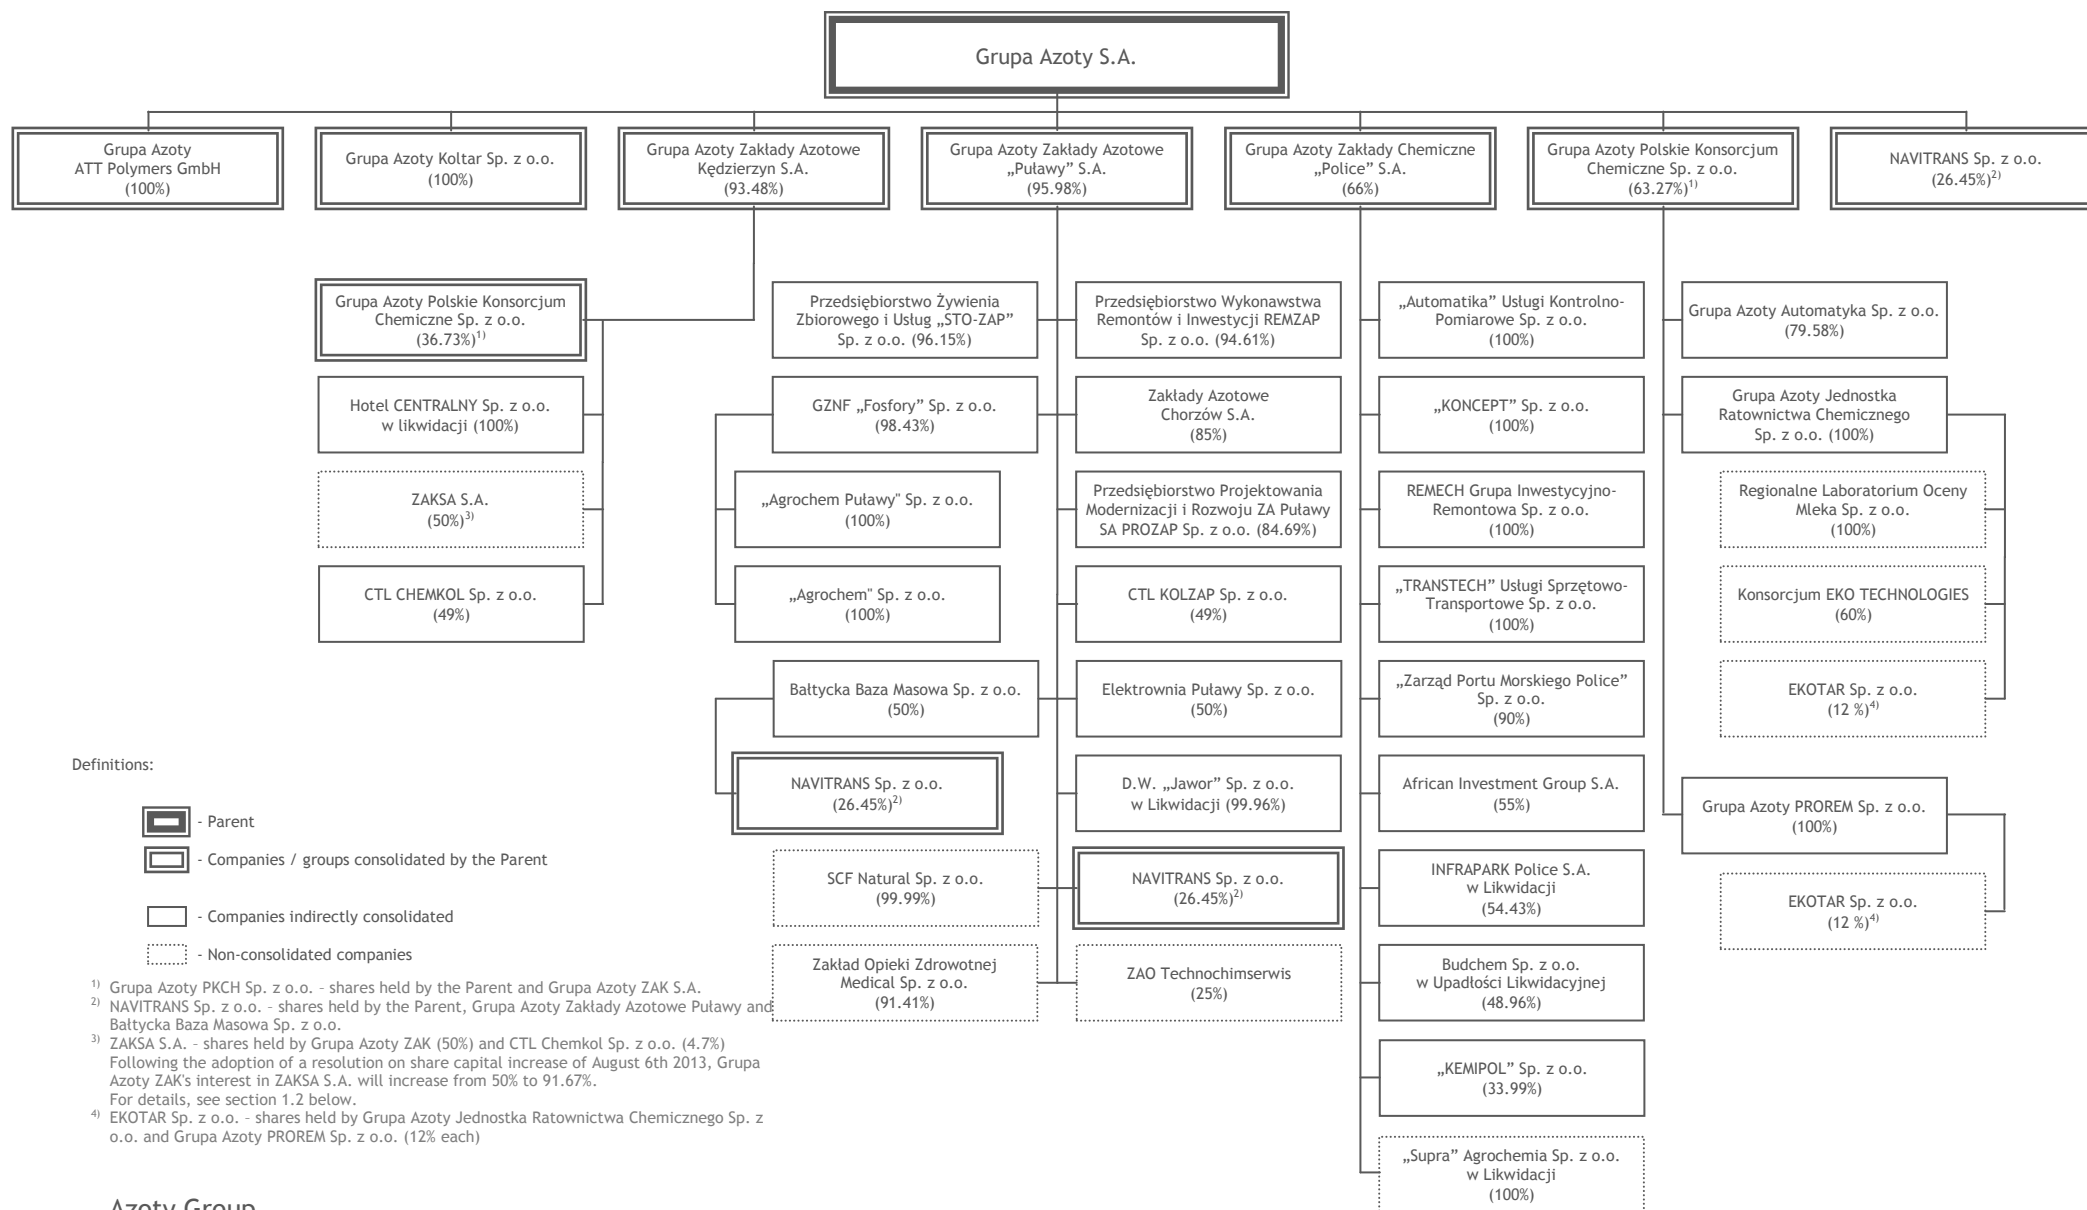 Grupa Azoty S.A.
Grupa Azoty
ATT Polymers GmbH
(100%)
Grupa Azoty Koltar Sp. z o.o.
(100%)
Grupa Azoty Zakłady Azotowe
Kędzierzyn S.A.
(93.48%)
Grupa Azoty Zakłady Azotowe
„Puławy” S.A.
(95.98%)
Grupa Azoty Zakłady Chemiczne
„Police” S.A.
(66%)
Grupa Azoty Polskie Konsorcjum
Chemiczne Sp. z o.o.
(63.27%)1)
NAVITRANS Sp. z o.o.
(26.45%)2)
Grupa Azoty Polskie Konsorcjum
Chemiczne Sp. z o.o.
(36.73%)1)
Hotel CENTRALNY Sp. z o.o.
w likwidacji (100%)
ZAKSA S.A.
(50%)3)
CTL CHEMKOL Sp. z o.o.
(49%)
Przedsiębiorstwo Żywienia
Zbiorowego i Usług „STO-ZAP”
Sp. z o.o. (96.15%)
GZNF „Fosfory” Sp. z o.o.
(98.43%)
„Agrochem Puławy" Sp. z o.o.
(100%)
„Agrochem" Sp. z o.o.
(100%)
Bałtycka Baza Masowa Sp. z o.o.
(50%)
NAVITRANS Sp. z o.o.
(26.45%)2)
SCF Natural Sp. z o.o.
(99.99%)
Zakład Opieki Zdrowotnej
Medical Sp. z o.o.
(91.41%)
Przedsiębiorstwo Wykonawstwa
Remontów i Inwestycji REMZAP
Sp. z o.o. (94.61%)
Zakłady Azotowe
Chorzów S.A.
(85%)
Przedsiębiorstwo Projektowania
Modernizacji i Rozwoju ZA Puławy
SA PROZAP Sp. z o.o. (84.69%)
CTL KOLZAP Sp. z o.o.
(49%)
Elektrownia Puławy Sp. z o.o.
(50%)
D.W. „Jawor” Sp. z o.o.
w Likwidacji (99.96%)
NAVITRANS Sp. z o.o.
(26.45%)2)
ZAO Technochimserwis
(25%)
„Automatika” Usługi Kontrolno-
Pomiarowe Sp. z o.o.
(100%)
„KONCEPT” Sp. z o.o.
(100%)
REMECH Grupa Inwestycyjno-
Remontowa Sp. z o.o.
(100%)
„TRANSTECH” Usługi Sprzętowo-
Transportowe Sp. z o.o.
(100%)
„Zarząd Portu Morskiego Police”
Sp. z o.o.
(90%)
African Investment Group S.A.
(55%)
INFRAPARK Police S.A.
w Likwidacji
(54.43%)
Budchem Sp. z o.o.
w Upadłości Likwidacyjnej
(48.96%)
„KEMIPOL” Sp. z o.o.
(33.99%)
„Supra” Agrochemia Sp. z o.o.
w Likwidacji
(100%)
Grupa Azoty Automatyka Sp. z o.o.
(79.58%)
Grupa Azoty Jednostka
Ratownictwa Chemicznego
Sp. z o.o. (100%)
Regionalne Laboratorium Oceny
Mleka Sp. z o.o.
(100%)
Konsorcjum EKO TECHNOLOGIES
(60%)
EKOTAR Sp. z o.o.
(12 %)4)
Grupa Azoty PROREM Sp. z o.o.
(100%)
EKOTAR Sp. z o.o.
(12 %)4)
Definitions:
- Parent
- Companies / groups consolidated by the Parent
- Companies indirectly consolidated
- Non-consolidated companies
1) Grupa Azoty PKCH Sp. z o.o. – shares held by the Parent and Grupa Azoty ZAK S.A.
2) NAVITRANS Sp. z o.o. – shares held by the Parent, Grupa Azoty Zakłady Azotowe Puławy and
Bałtycka Baza Masowa Sp. z o.o.
3) ZAKSA S.A. – shares held by Grupa Azoty ZAK (50%) and CTL Chemkol Sp. z o.o. (4.7%)
Following the adoption of a resolution on share capital increase of August 6th 2013, Grupa
Azoty ZAK's interest in ZAKSA S.A. will increase from 50% to 91.67%.
For details, see section 1.2 below.
4) EKOTAR Sp. z o.o. – shares held by Grupa Azoty Jednostka Ratownictwa Chemicznego Sp. z
o.o. and Grupa Azoty PROREM Sp. z o.o. (12% each)
Azoty Group